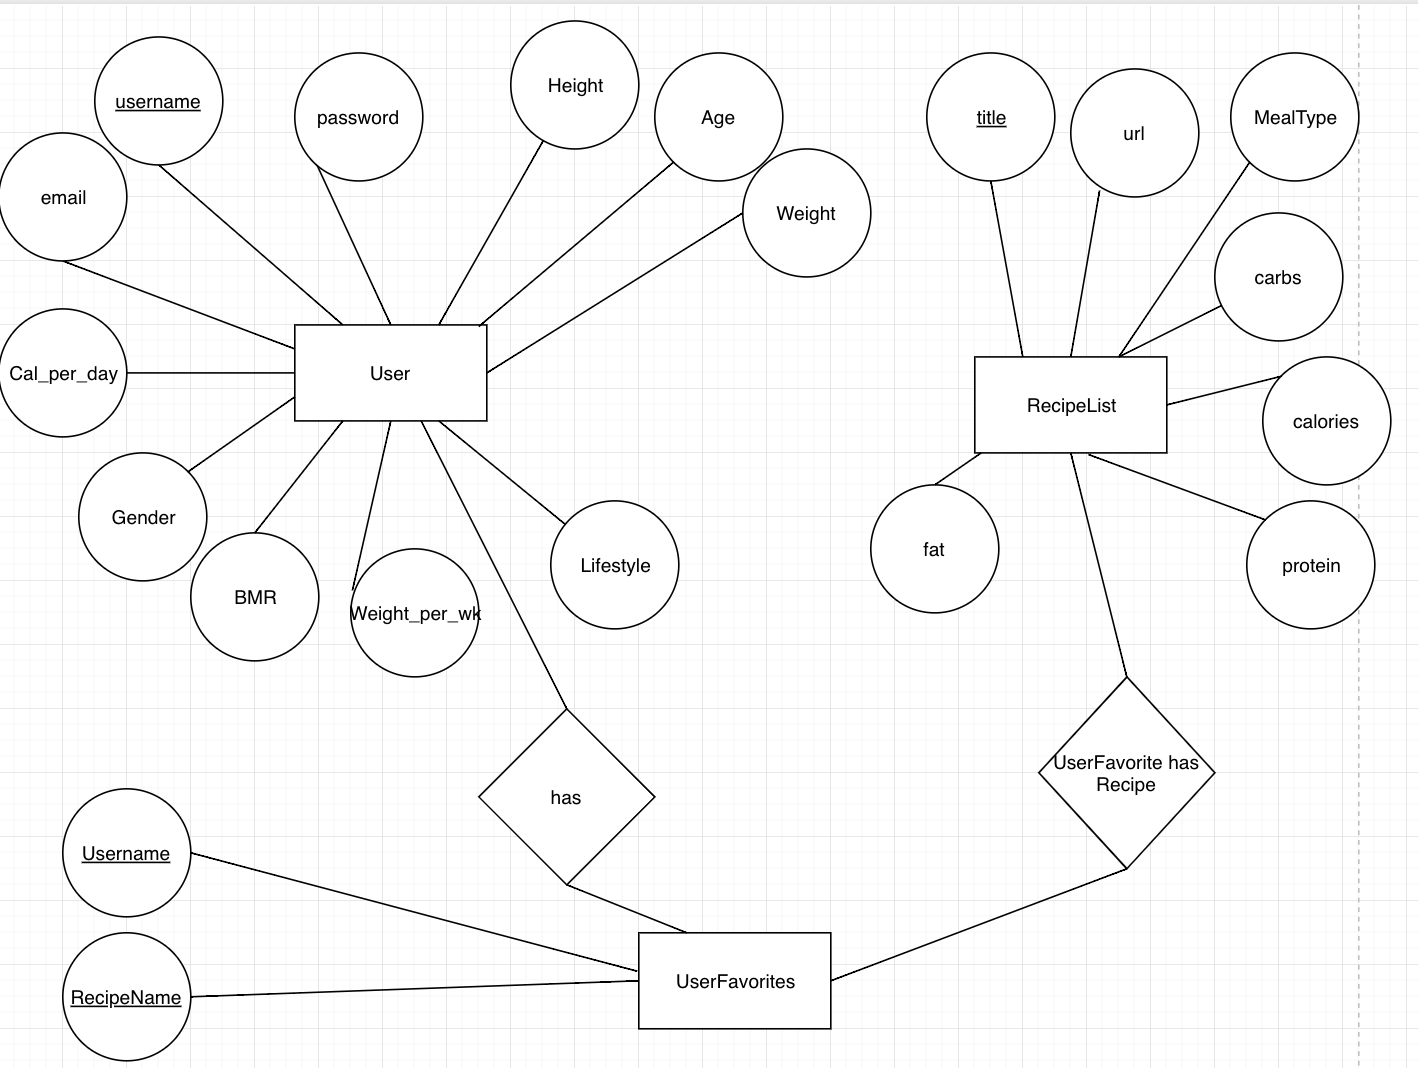 username
password
Height
Age
title
url
MealType
email
Weight
carbs
Cal_per_day
User
RecipeList
calories
Gender
BMR
Weight_per_wk
Lifestyle
fat
protein
has
UserFavorite has
Recipe
Username
RecipeName
UserFavorites